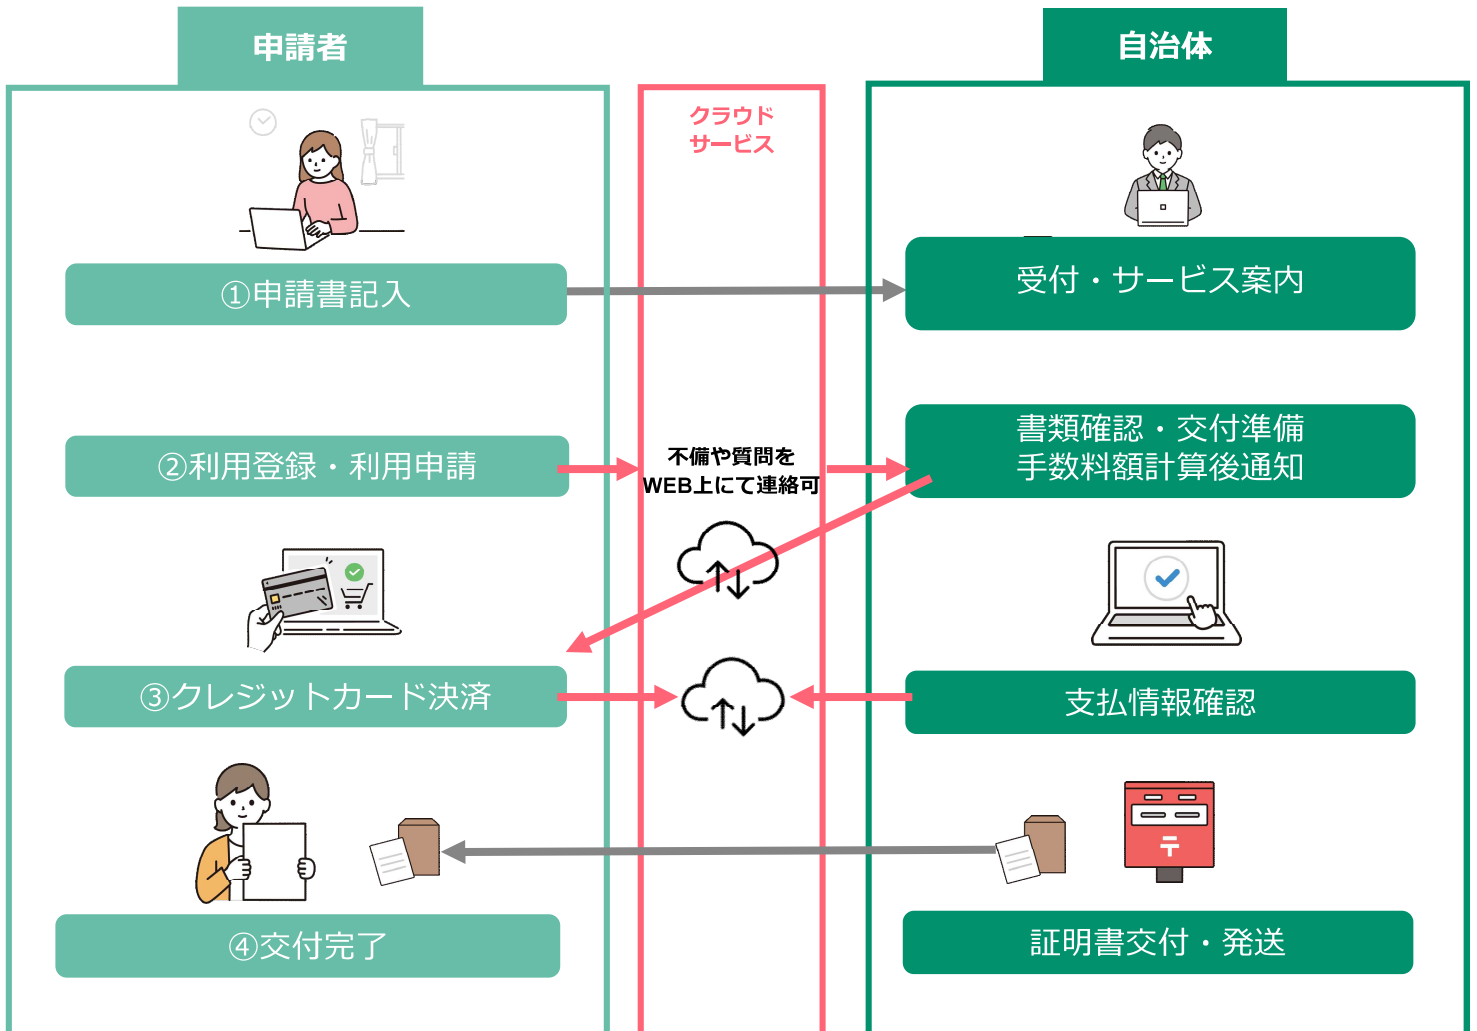 申請者
自治体
クラウド
サービス
①申請書記入
受付・サービス案内
②利用登録・利用申請
不備や質問を
WEB上にて連絡可
書類確認・交付準備
手数料額計算後通知
③クレジットカード決済
支払情報確認
〒
④交付完了
証明書交付・発送